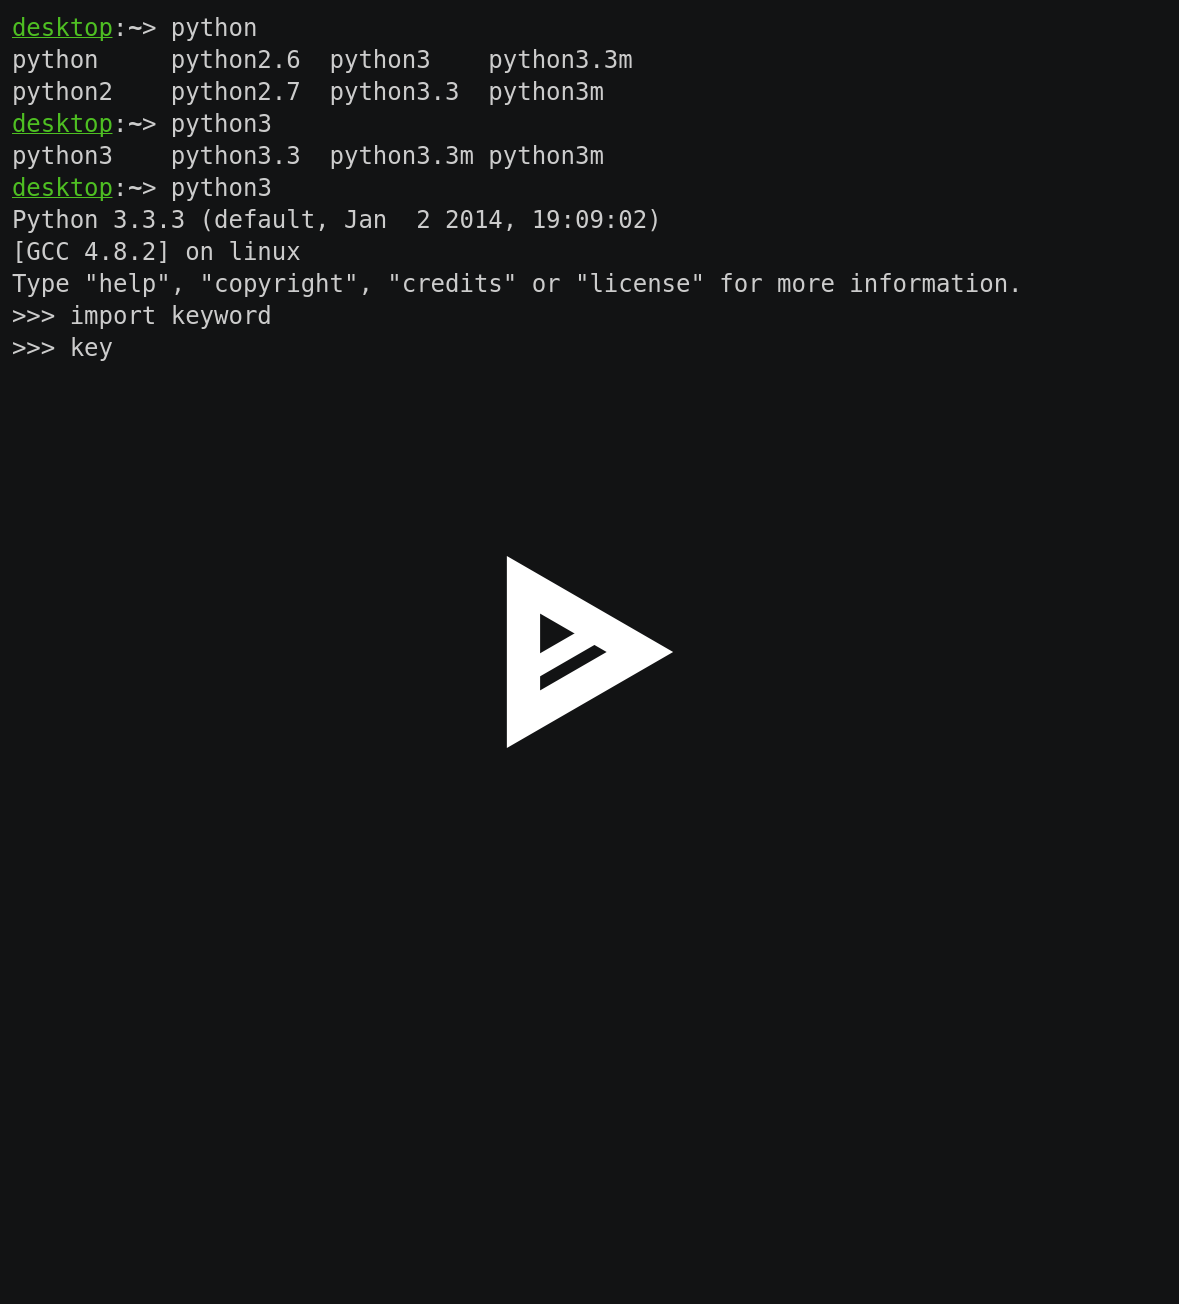 desktop:~> python
python     python2.6  python3    python3.3m
python2    python2.7  python3.3  python3m
desktop:~> python3
python3    python3.3  python3.3m python3m
desktop:~> python3
Python 3.3.3 (default, Jan  2 2014, 19:09:02)
[GCC 4.8.2] on linux
Type "help", "copyright", "credits" or "license" for more information.
>>> import keyword
>>> key